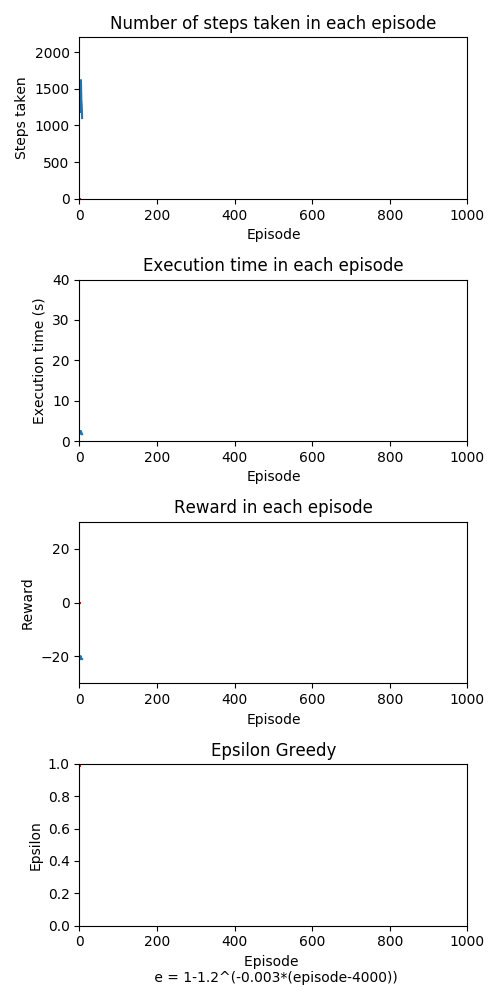 Number of steps taken in each episode
2000
1500
1000
500
0
Steps taken
0 200 400 600 800 1000
Episode
Execution time in each episode
40
30
20
10
0
Execution time (s)
0 200 400 600 800 1000
Episode
Reward in each episode
20
0
−20
Reward
0 200 400 600 800 1000
Episode
Epsilon Greedy
1.0
0.8
0.6
0.4
0.2
0.0
Epsilon
0 200 400 600 800 1000
Episode
e = 1-1.2^(-0.003*(episode-4000))